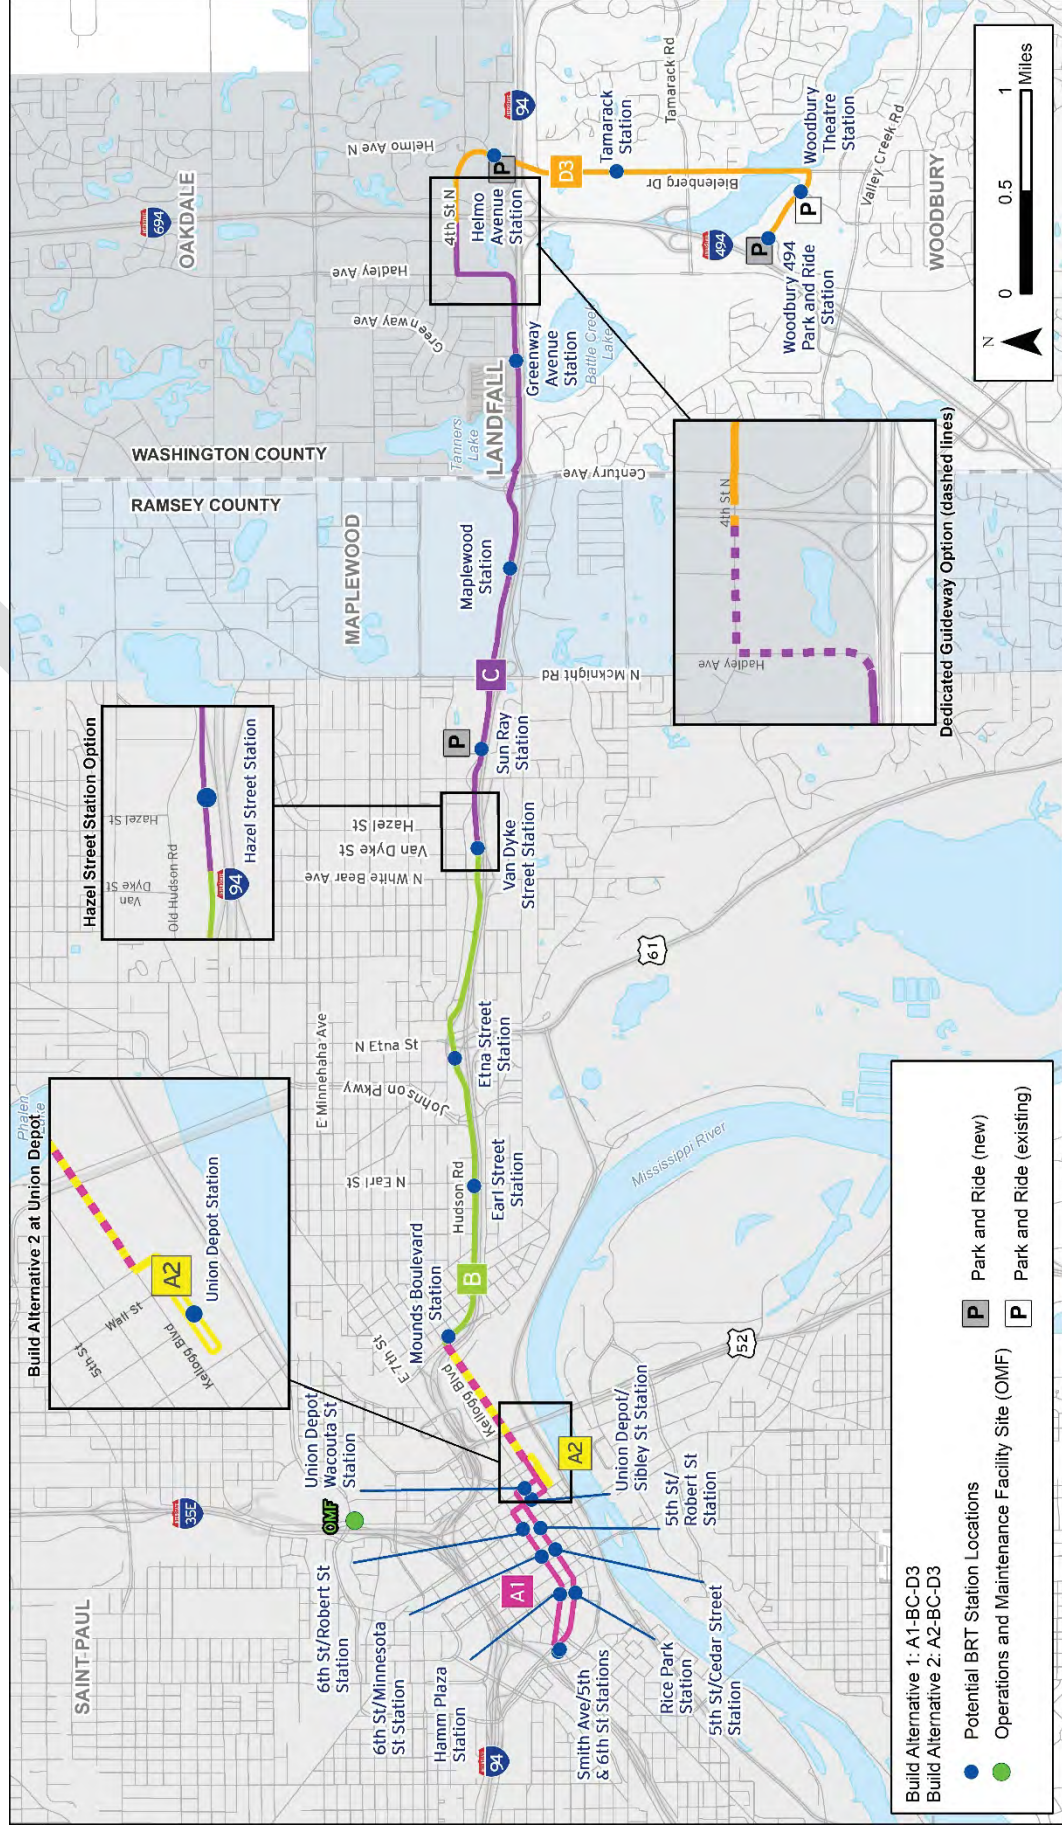 Build Alternative 2 at Union Depot
Phalen
Lake
5th St
Wall St
Kellogg Blvd
A2
Union Depot Station
Hazel Street Station Option
Van
Dyke St
Hazel St
Old Hudson Rd
94
Hazel Street Station
SAINT-PAUL
35E
OMF
E Minnehaha Ave
MAPLEWOOD
RAMSEY COUNTY
WASHINGTON COUNTY
OAKDALE
694
Union Depot
Wacouta St
Station
6th St/Robert St
Station
6th St/Minnesota
St Station
Hamm Plaza
Station
94
Smith Ave/5th
& 6th St Stations
Rice Park
Station
5th St/Cedar Street
Station
5th St/
Robert St
Station
Union Depot/
Sibley St Station
A1
A2
E 7th St
Kellogg Blvd
Mounds Boulevard
Station
B
Hudson Rd
N Earl St
Earl Street
Station
Johnson Pkwy
N Etna St
Etna Street
Station
N White Bear Ave
Van Dyke St
Hazel St
Van Dyke
Street Station
P
Sun Ray
Station
C
N Mcknight Rd
Maplewood
Station
Century Ave
Tanners
Lake
LANDFALL
Greenway
Avenue
Station
Battle Creek
Lake
Greenway Ave
Hadley Ave
4th St N
Helmo
Avenue
Station
Helmo Ave N
P
94
D3
Tamarack
Station
Tamarack Rd
Bielenberg Dr
Woodbury
Theatre
Station
Valley Creek Rd
P
P
494
Woodbury 494
Park and Ride
Station
WOODBURY
52
61
Mississippi River
4th St N
Hadley Ave
Dedicated Guideway Option (dashed lines)
Build Alternative 1: A1-BC-D3
Build Alternative 2: A2-BC-D3
Potential BRT Station Locations
Operations and Maintenance Facility Site (OMF)
P Park and Ride (new)
P Park and Ride (existing)
N
0 0.5 1
Miles